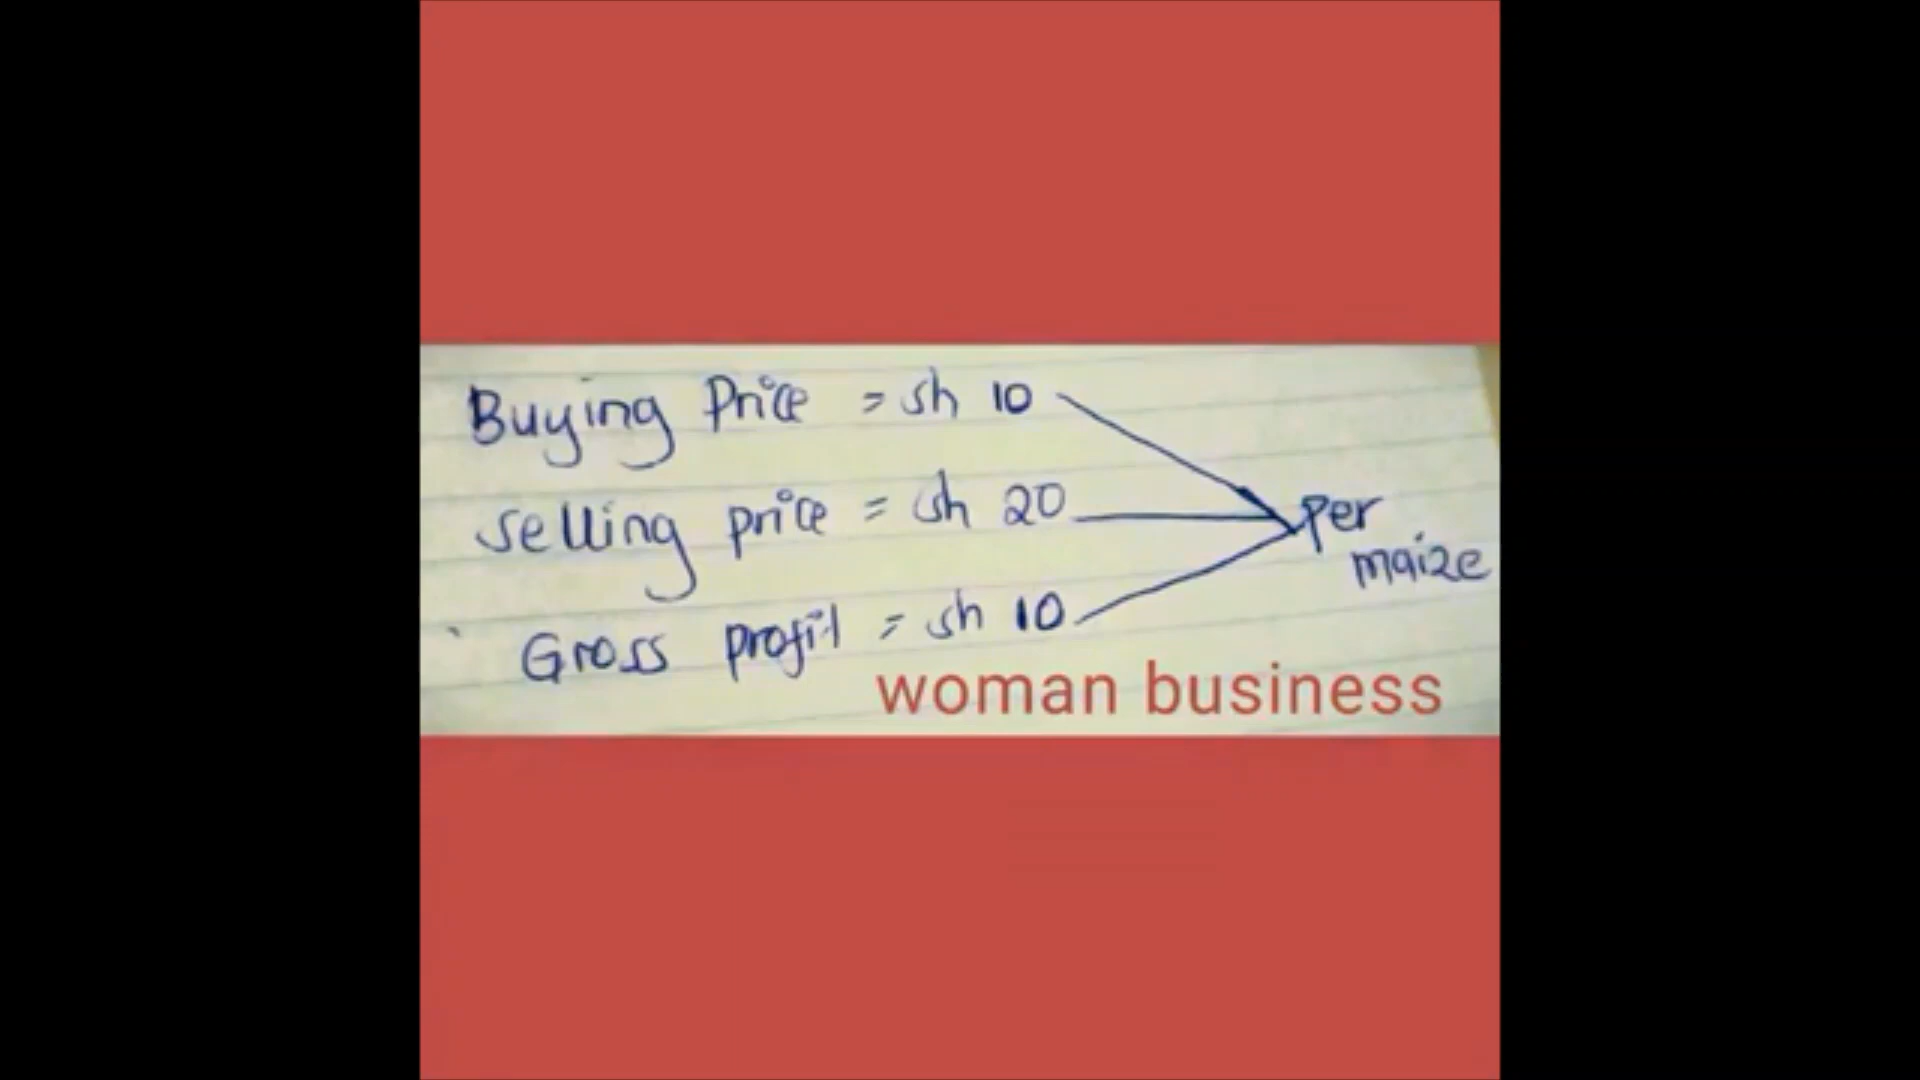 Buying Price = sh 10
selling price = sh 20
per
maize
Gross profit = sh 10
woman business